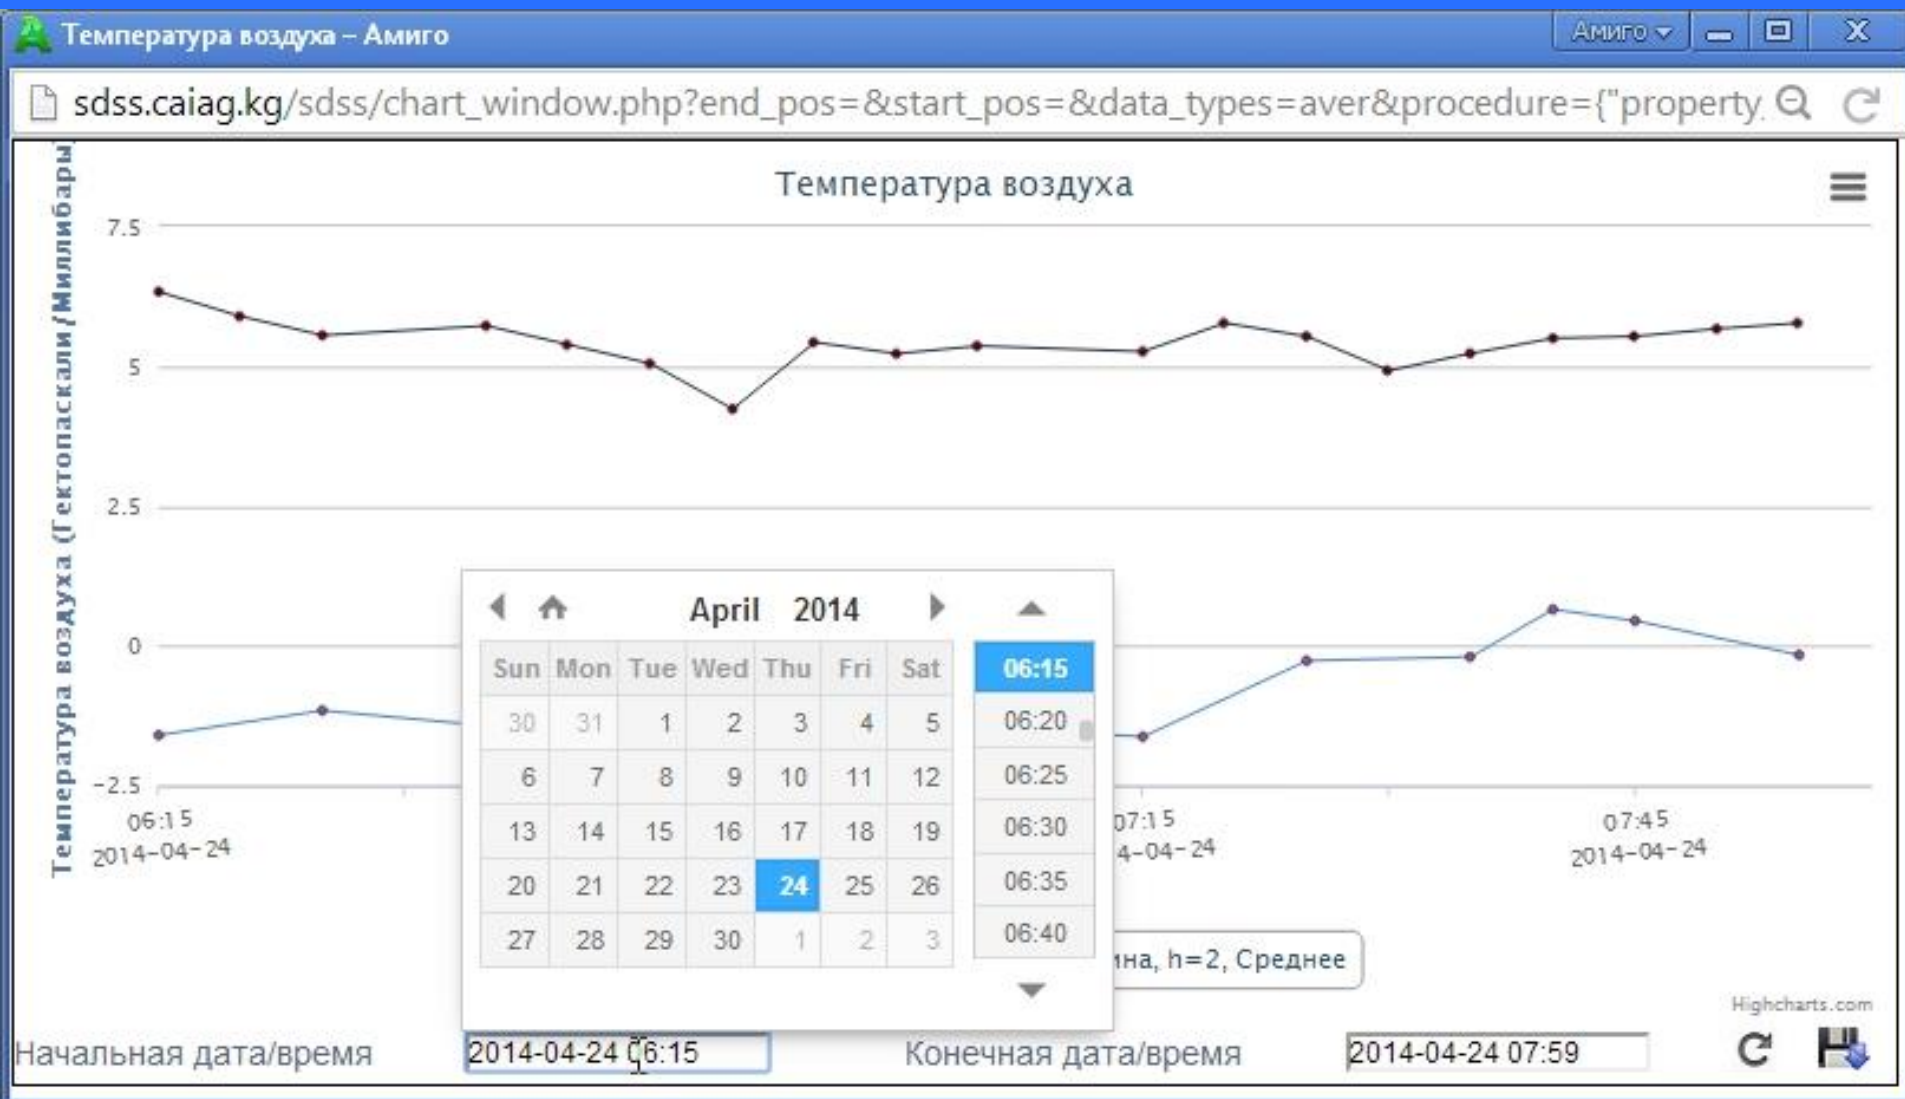 Температура воздуха – Амиго
Амиго
sdss.caiag.kg/sdss/chart_window.php?end_pos=&start_pos=&data_types=aver&procedure={"property
Температура воздуха
Температура воздуха (Гектопаскали/Миллибары)
7.5
5
2.5
0
-2.5
06:15
2014-04-24
07:15
4-04-24
07:45
2014-04-24
April 2014
Sun Mon Tue Wed Thu Fri Sat
30 31 1 2 3 4 5
6 7 8 9 10 11 12
13 14 15 16 17 18 19
20 21 22 23 24 25 26
27 28 29 30 1 2 3
06:15
06:20
06:25
06:30
06:35
06:40
h=2, Среднее
Highcharts.com
Начальная дата/время 2014-04-24 06:15 Конечная дата/время 2014-04-24 07:59